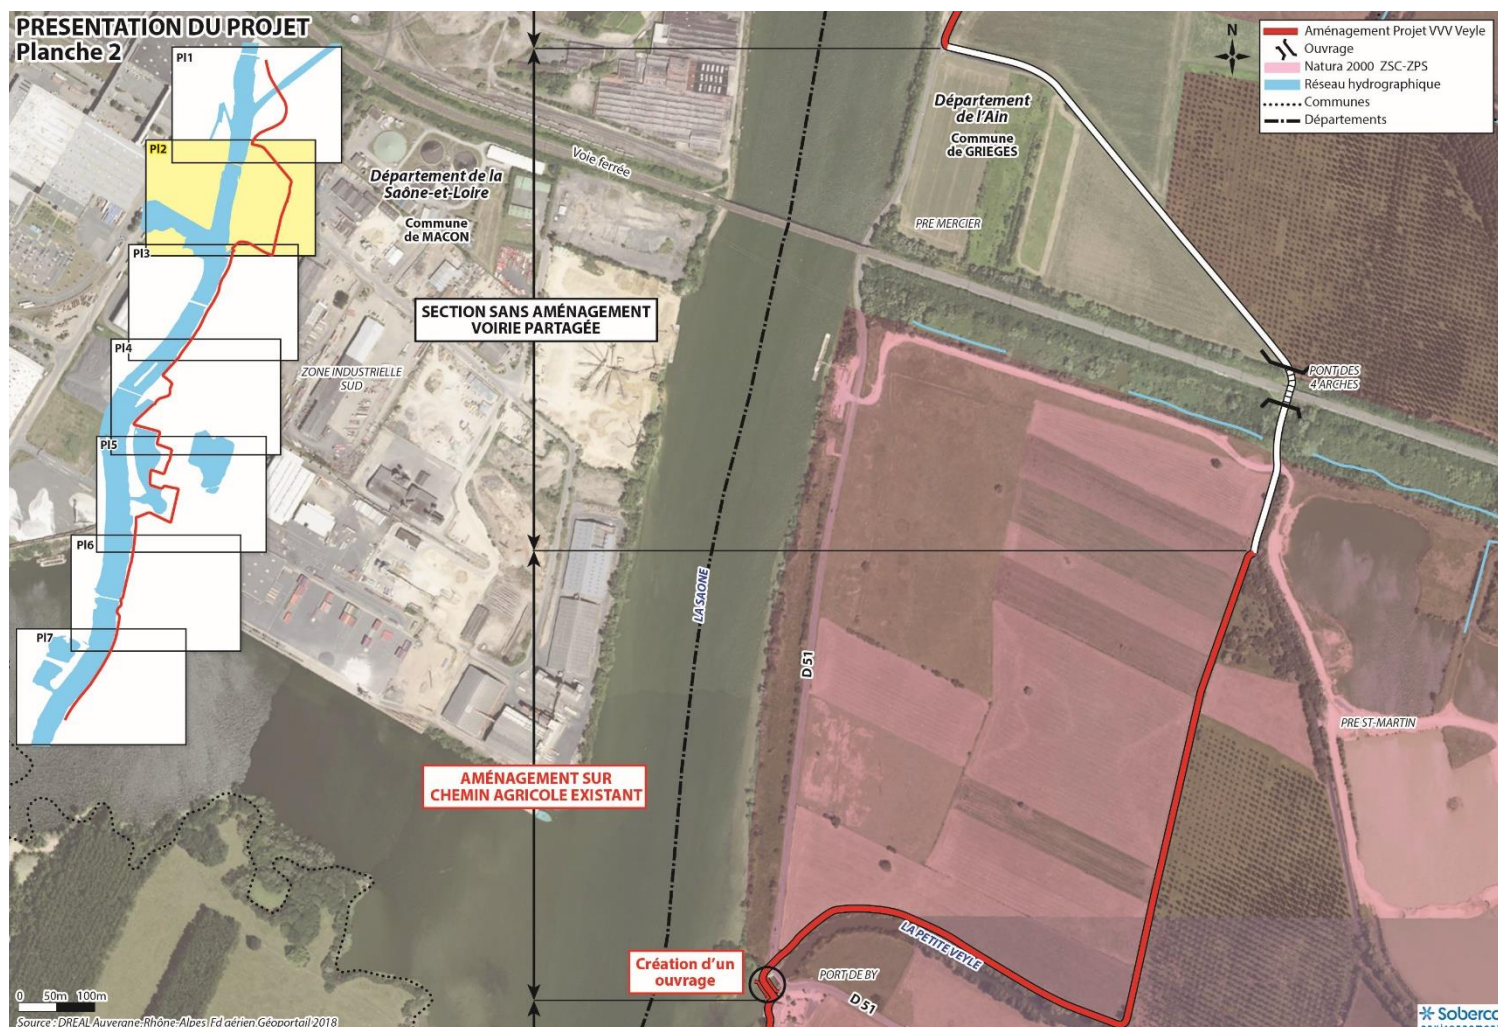 PRESENTATION DU PROJET
Planche 2
Pl1
Pl2
Pl3
Pl4
Pl5
Pl6
Pl7
N
Aménagement Projet VVV Veyle
Ouvrage
Natura 2000 ZSC-ZPS
Réseau hydrographique
Communes
Départements
Département
de l'Ain
Commune
de GRIEGES
Voie ferrée
Département de la
Saône-et-Loire
Commune
de MACON
PRE MERCIER
SECTION SANS AMÉNAGEMENT
VOIRIE PARTAGÉE
ZONE INDUSTRIELLE
SUD
PONT DES
4 ARCHES
LA SAONE
D 51
PRE ST-MARTIN
AMÉNAGEMENT SUR
CHEMIN AGRICOLE EXISTANT
LA PETITE VEYLE
Création d'un
ouvrage
PORT DE BY
D 51
0 50m 100m
Source : DREAL Auvergne-Rhône-Alpes, Fd aérien Géoportail 2018